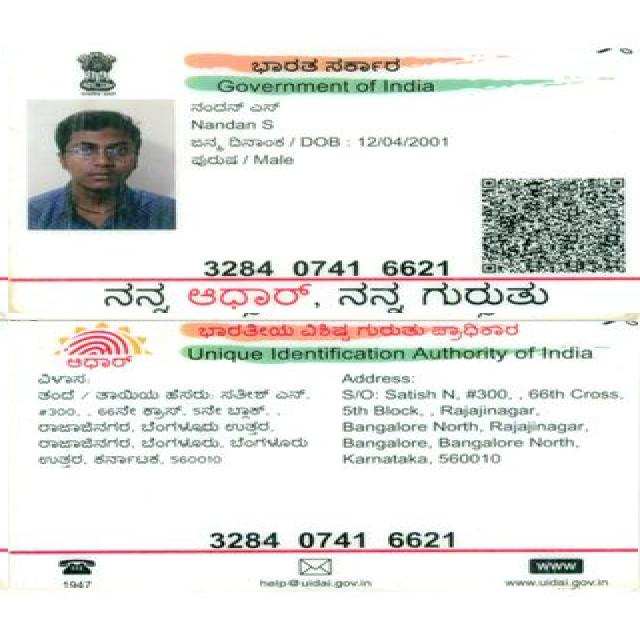 ಭಾರತ ಸರ್ಕಾರ
Government of India
ನಂದನ್ ಎಸ್
Nandan S
ಜನ್ಮ ದಿನಾಂಕ / DOB : 12/04/2001
ಪುರುಷ / Male
3284 0741 6621
ನನ್ನ ಆಧಾರ್, ನನ್ನ ಗುರುತು
ಭಾರತೀಯ ವಿಶಿಷ್ಟ ಗುರುತು ಪ್ರಾಧಿಕಾರ
Unique Identification Authority of India
ಆಧಾರ್
ವಿಳಾಸ:
ತಂದೆ / ತಾಯಿಯ ಹೆಸರು: ಸತೀಶ್ ಎನ್,
#300, , 66ನೇ ಕ್ರಾಸ್, 5ನೇ ಬ್ಲಾಕ್, ,
ರಾಜಾಜಿನಗರ, ಬೆಂಗಳೂರು ಉತ್ತರ,
ರಾಜಾಜಿನಗರ, ಬೆಂಗಳೂರು, ಬೆಂಗಳೂರು
ಉತ್ತರ, ಕರ್ನಾಟಕ, 560010
Address:
S/O: Satish N, #300, , 66th Cross,
5th Block, , Rajajinagar,
Bangalore North, Rajajinagar,
Bangalore, Bangalore North,
Karnataka, 560010
3284 0741 6621
1947
help@uidai.gov.in
www
www.uidai.gov.in